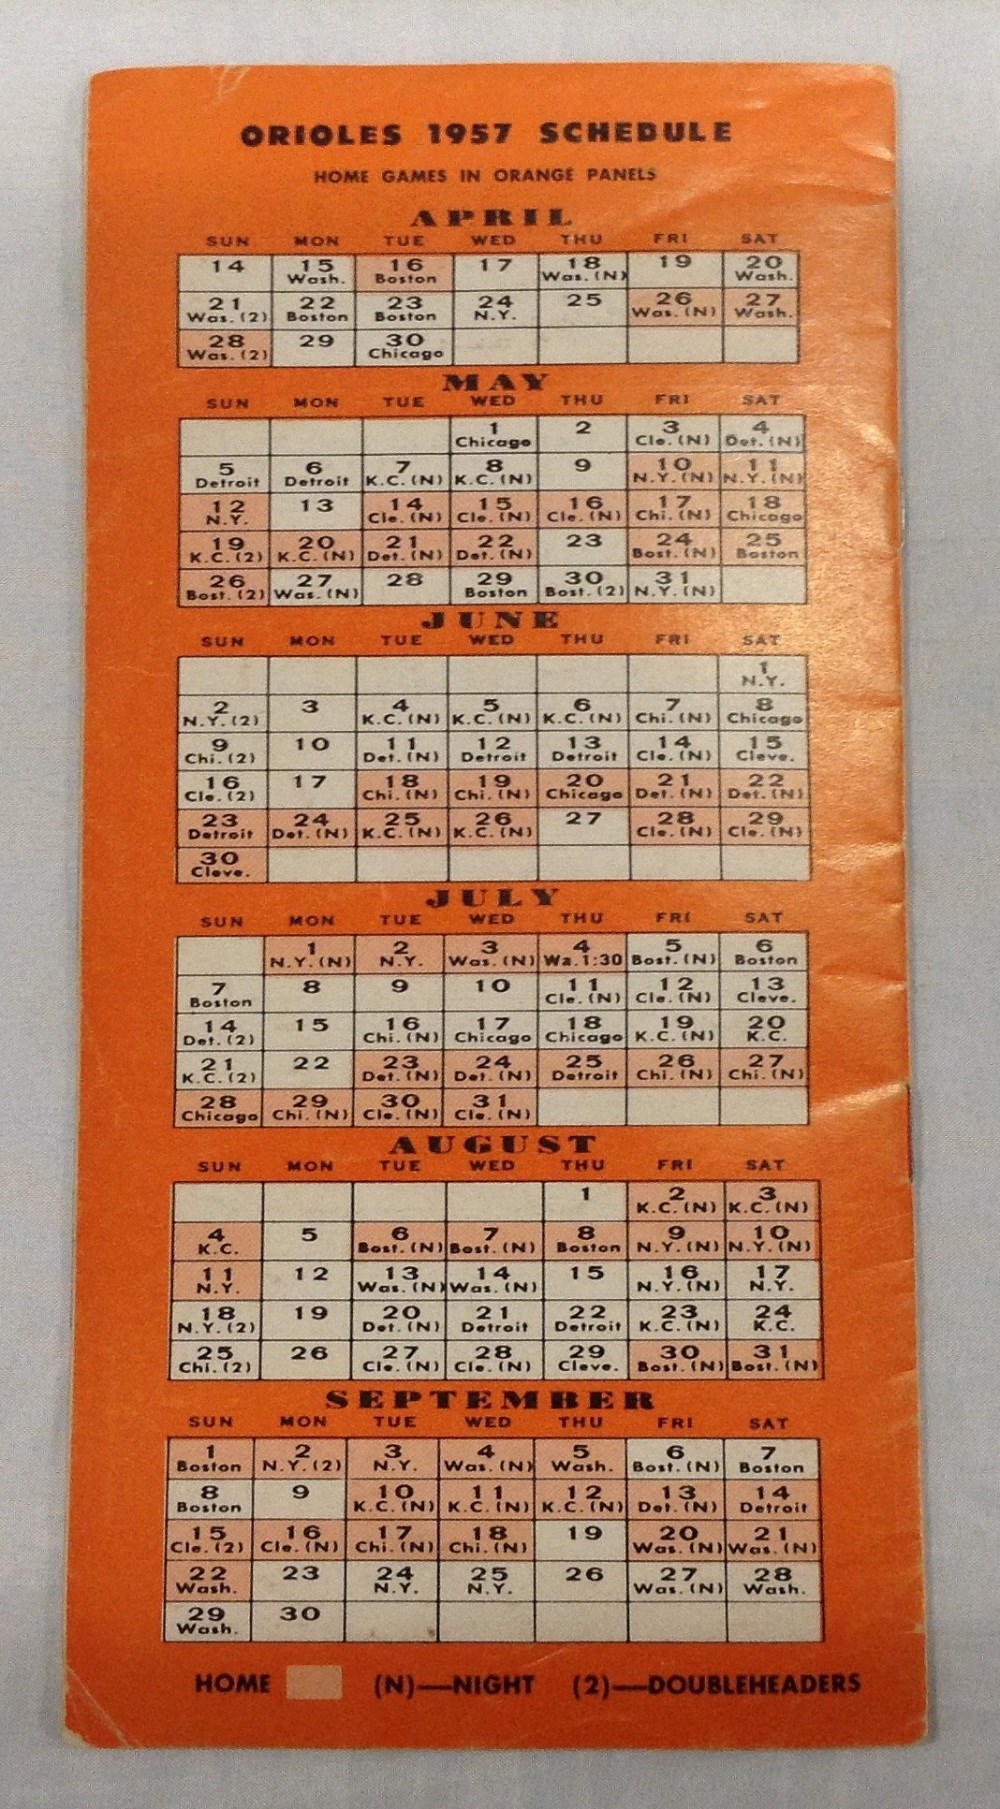 ORIOLES 1957 SCHEDULE
HOME GAMES IN ORANGE PANELS
APRIL
SUN MON TUE WED THU FRI SAT
14 15 16 17 18 19 20
Wash. Boston Was. (N) Wash.
21 22 23 24 25 26 27
Was. (2) Boston Boston N.Y. Was. (N) Wash.
28 29 30
Was. (2) Chicago
MAY
SUN MON TUE WED THU FRI SAT
1 2 3 4
Chicago Cle. (N) Det. (N)
5 6 7 8 9 10 11
Detroit Detroit K.C. (N) K.C. (N) N.Y. (N) N.Y. (N)
12 13 14 15 16 17 18
N.Y. Cle. (N) Cle. (N) Cle. (N) Chi. (N) Chicago
19 20 21 22 23 24 25
K.C. (2) K.C. (N) Det. (N) Det. (N) Bost. (N) Boston
26 27 28 29 30 31
Bost. (2) Was. (N) Boston Bost. (2) N.Y. (N)
JUNE
SUN MON TUE WED THU FRI SAT
1
N.Y.
2 3 4 5 6 7 8
N.Y. (2) K.C. (N) K.C. (N) K.C. (N) Chi. (N) Chicago
9 10 11 12 13 14 15
Chi. (2) Det. (N) Detroit Detroit Cle. (N) Cleve.
16 17 18 19 20 21 22
Cle. (2) Chi. (N) Chi. (N) Chicago Det. (N) Det. (N)
23 24 25 26 27 28 29
Detroit Det. (N) K.C. (N) K.C. (N) Cle. (N) Cle. (N)
30
Cleve.
JULY
SUN MON TUE WED THU FRI SAT
1 2 3 4 5 6
N.Y. (N) N.Y. Was. (N) Wa. 1:30 Bost. (N) Boston
7 8 9 10 11 12 13
Boston Cle. (N) Cle. (N) Cleve.
14 15 16 17 18 19 20
Det. (2) Chi. (N) Chicago Chicago K.C. (N) K.C.
21 22 23 24 25 26 27
K.C. (2) Det. (N) Det. (N) Detroit Chi. (N) Chi. (N)
28 29 30 31
Chicago Chi. (N) Cle. (N) Cle. (N)
AUGUST
SUN MON TUE WED THU FRI SAT
1 2 3
K.C. (N) K.C. (N)
4 5 6 7 8 9 10
K.C. Bost. (N) Bost. (N) Boston N.Y. (N) N.Y. (N)
11 12 13 14 15 16 17
N.Y. Was. (N) Was. (N) N.Y. (N) N.Y.
18 19 20 21 22 23 24
N.Y. (2) Det. (N) Detroit Detroit K.C. (N) K.C.
25 26 27 28 29 30 31
Chi. (2) Cle. (N) Cle. (N) Cleve. Bost. (N) Bost. (N)
SEPTEMBER
SUN MON TUE WED THU FRI SAT
1 2 3 4 5 6 7
Boston N.Y. (2) N.Y. Was. (N) Wash. Bost. (N) Boston
8 9 10 11 12 13 14
Boston K.C. (N) K.C. (N) K.C. (N) Det. (N) Detroit
15 16 17 18 19 20 21
Cle. (2) Cle. (N) Chi. (N) Chi. (N) Was. (N) Was. (N)
22 23 24 25 26 27 28
Wash. N.Y. N.Y. Was. (N) Wash.
29 30
Wash.
HOME (N)—NIGHT (2)—DOUBLEHEADERS